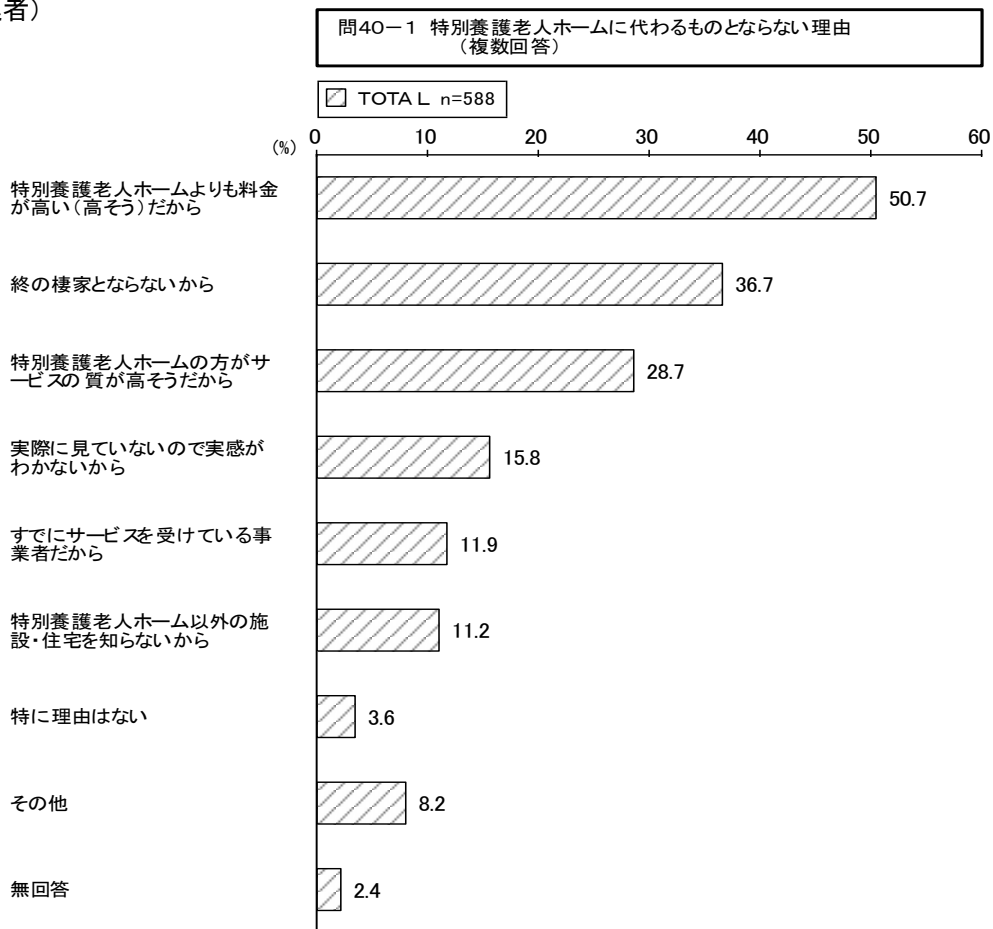 者）
問40－1 特別養護老人ホームに代わるものとならない理由
（複数回答）
TOTAL n=588
(%)
0 10 20 30 40 50 60
特別養護老人ホームよりも料金
が高い（高そう）だから
50.7
終の棲家とならないから
36.7
特別養護老人ホームの方がサ
ービスの質が高そうだから
28.7
実際に見ていないので実感が
わかないから
15.8
すでにサービスを受けている事
業者だから
11.9
特別養護老人ホーム以外の施
設・住宅を知らないから
11.2
特に理由はない
3.6
その他
8.2
無回答
2.4